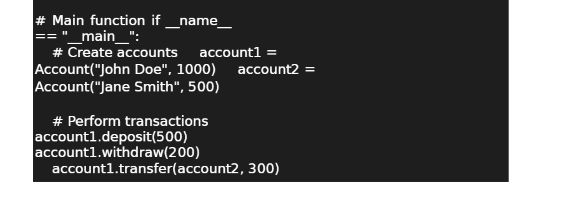 # Main function if __name__
== "__main__":
# Create accounts account1 =
Account("John Doe", 1000) account2 =
Account("Jane Smith", 500)
# Perform transactions
account1.deposit(500)
account1.withdraw(200)
account1.transfer(account2, 300)